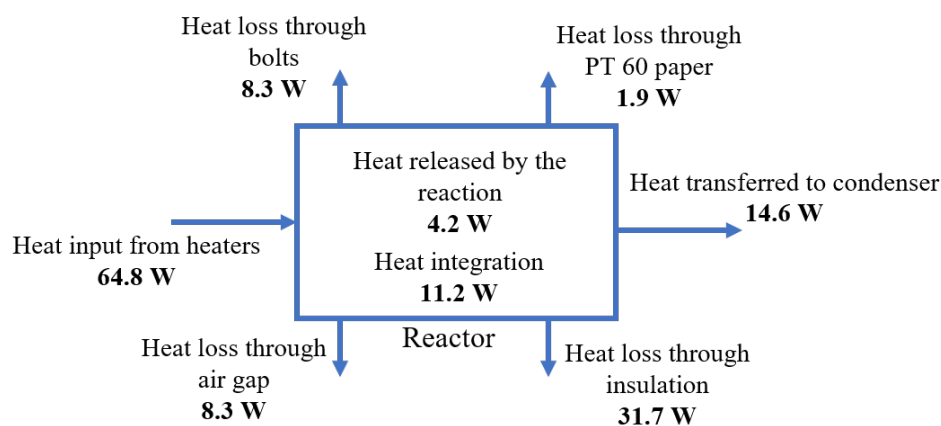 Heat loss through
bolts
8.3 W
Heat loss through
PT 60 paper
1.9 W
Heat released by the
reaction
4.2 W
Heat integration
11.2 W
Heat transferred to condenser
14.6 W
Heat input from heaters
64.8 W
Reactor
Heat loss through
air gap
8.3 W
Heat loss through
insulation
31.7 W